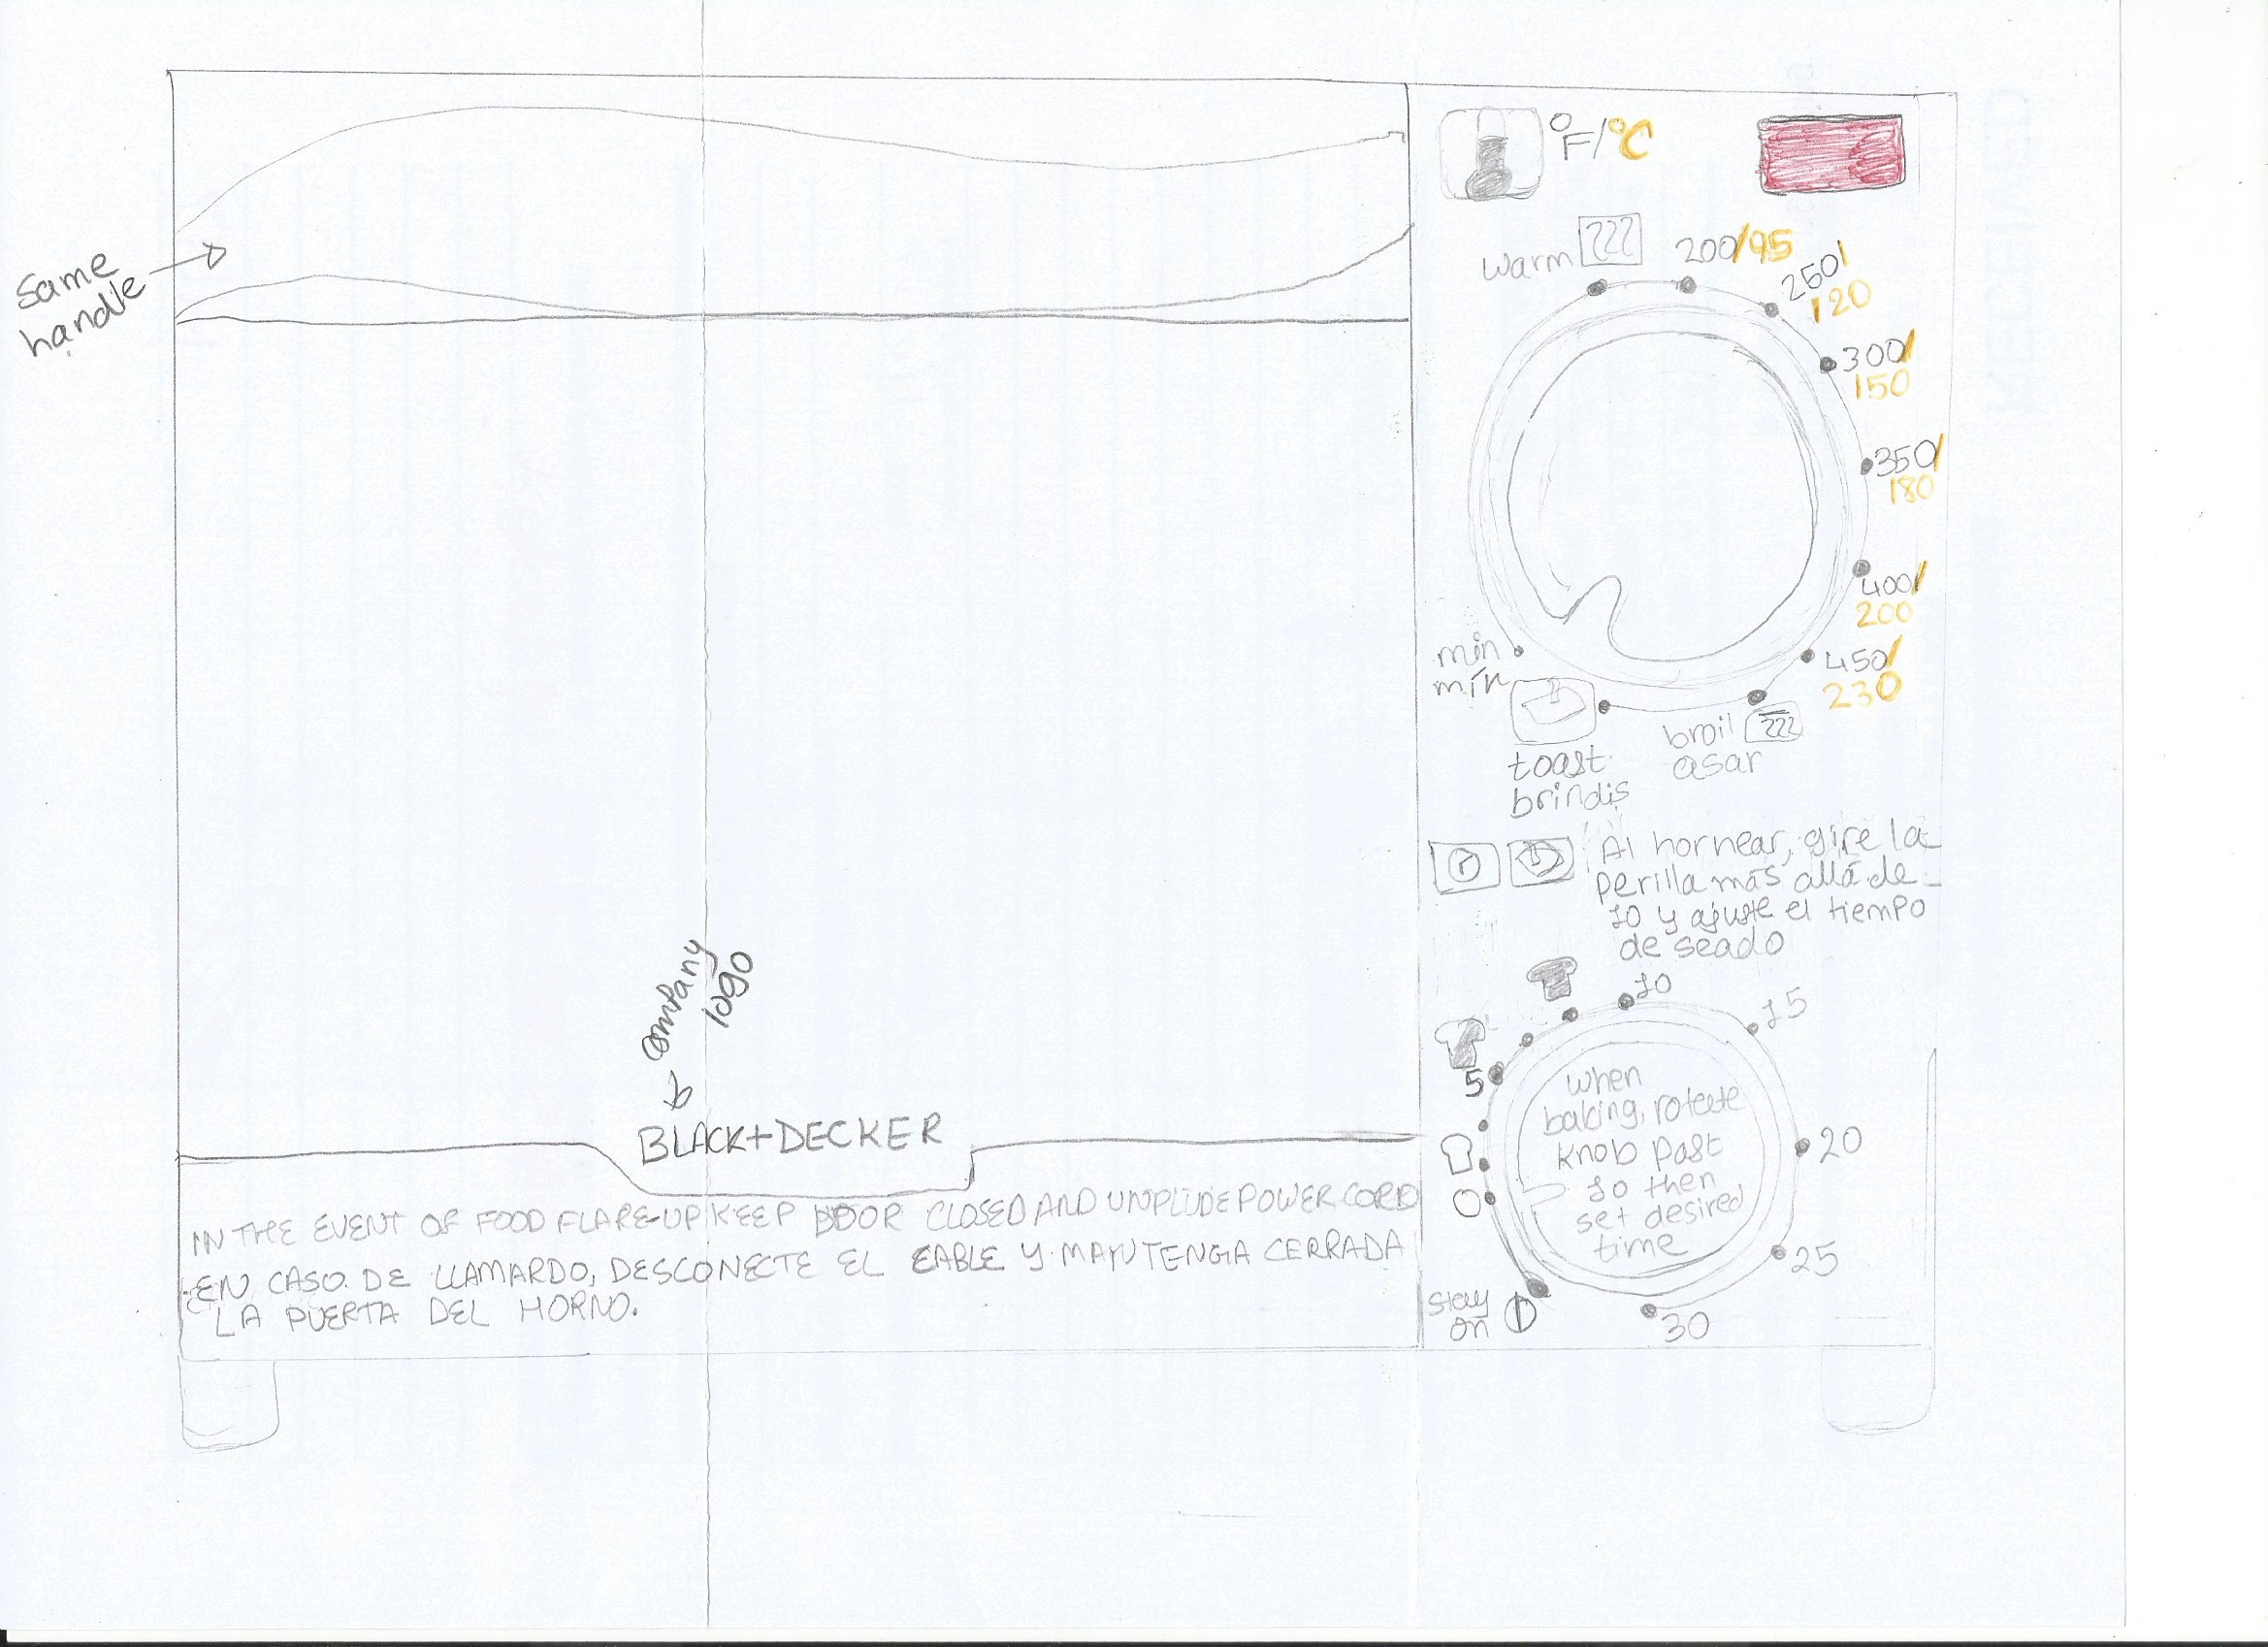 Same
handle
°F/°C
warm
200/95
250/
120
300/
150
350/
180
400/
200
450/
230
min
mín
toast
brindis
broil
asar
Al hornear, gire la
perilla más allá de
10 y ajuste el tiempo
de seado
company
logo
BLACK+DECKER
10
15
5
20
25
30
0
when
baking, rotate
knob past
10 then
set desired
time
stay
on
IN THE EVENT OF FOOD FLARE-UP KEEP DOOR CLOSED AND UNPLUDE POWER CORD
EN CASO DE LLAMARDO, DESCONECTE EL CABLE Y MANTENGA CERRADA
LA PUERTA DEL HORNO.